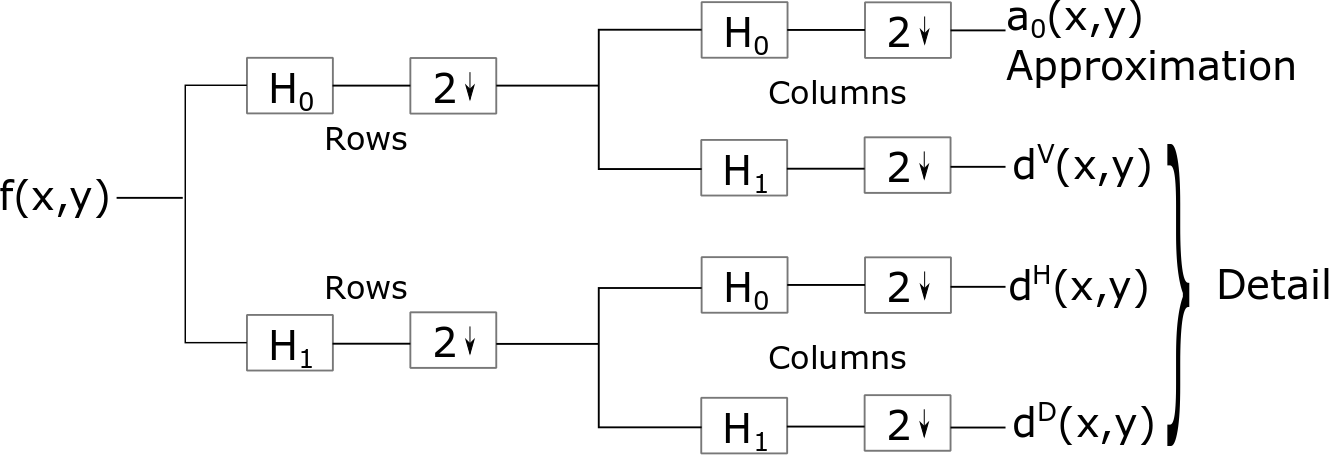 f(x,y)
H₀
2↓
Rows
H₀
2↓
a₀(x,y)
Approximation
Columns
H₁
2↓
dⱽ(x,y)
Rows
H₁
2↓
H₀
2↓
dᴴ(x,y)
Columns
H₁
2↓
dᴰ(x,y)
Detail